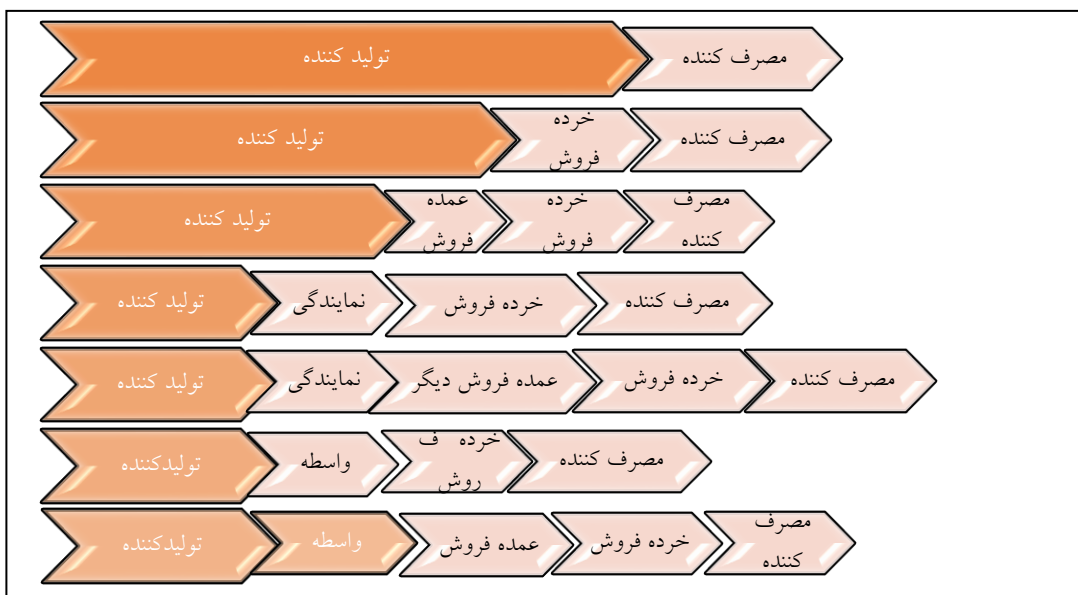 تولید کننده
مصرف کننده
تولید کننده
خرده
فروش
مصرف کننده
تولید کننده
عمده
فروش
خرده
فروش
مصرف
کننده
تولید کننده
نمایندگی
خرده فروش
مصرف کننده
تولید کننده
نمایندگی
عمده فروش دیگر
خرده فروش
مصرف کننده
تولیدکننده
واسطه
خرده ف
روش
مصرف کننده
تولیدکننده
واسطه
عمده فروش
خرده فروش
مصرف
کننده